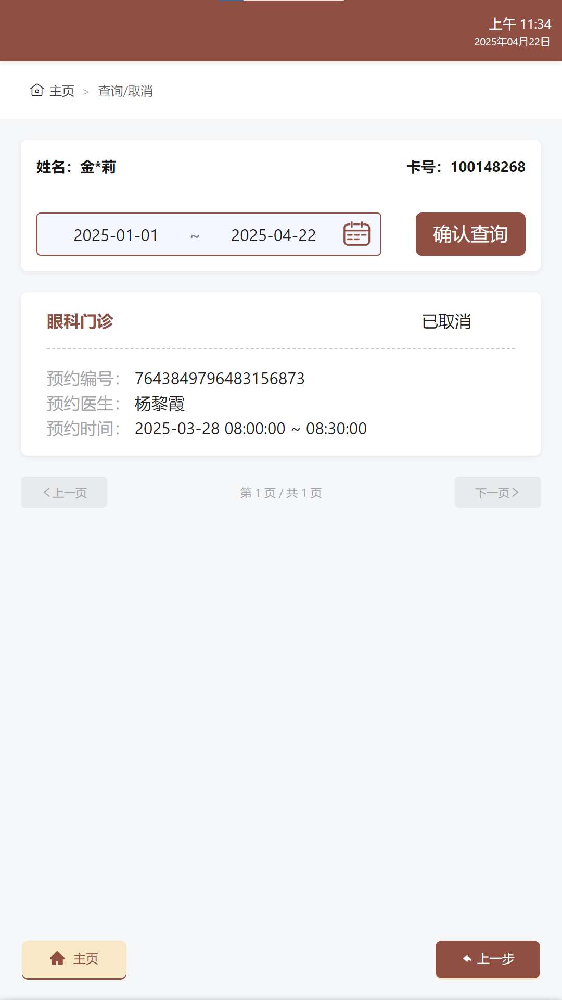 上午 11:34
2025年04月22日
主页 > 查询/取消
姓名：金*莉 卡号：100148268
2025-01-01 ~ 2025-04-22 确认查询
眼科门诊 已取消
预约编号： 7643849796483156873
预约医生： 杨黎霞
预约时间： 2025-03-28 08:00:00 ~ 08:30:00
上一页 第 1 页 / 共 1 页 下一页
主页 上一步